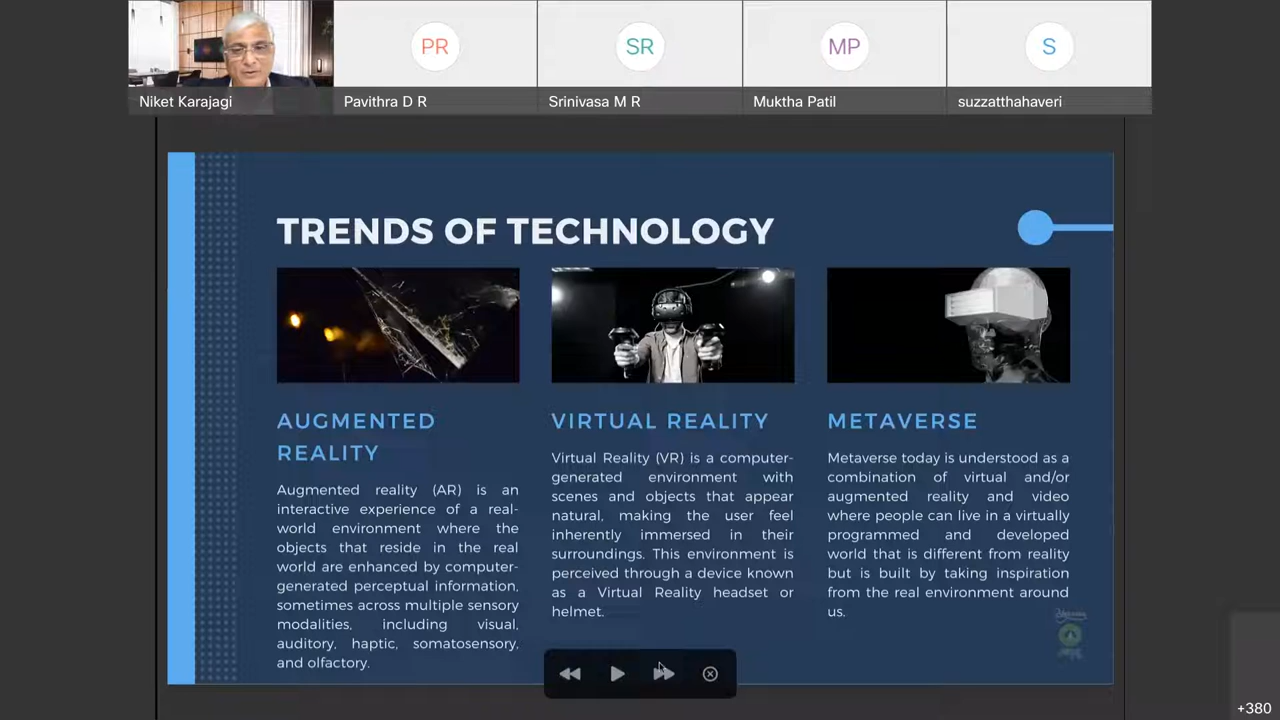 PR
SR
MP
S
Niket Karajagi
Pavithra D R
Srinivasa M R
Muktha Patil
suzzatthahaveri
TRENDS OF TECHNOLOGY
AUGMENTED
REALITY
Augmented reality (AR) is an
interactive experience of a real-
world environment where the
objects that reside in the real
world are enhanced by computer-
generated perceptual information,
sometimes across multiple sensory
modalities, including visual,
auditory, haptic, somatosensory,
and olfactory.
VIRTUAL REALITY
Virtual Reality (VR) is a computer-
generated environment with
scenes and objects that appear
natural, making the user feel
inherently immersed in their
surroundings. This environment is
perceived through a device known
as a Virtual Reality headset or
helmet.
METAVERSE
Metaverse today is understood as a
combination of virtual and/or
augmented reality and video
where people can live in a virtually
programmed and developed
world that is different from reality
but is built by taking inspiration
from the real environment around
us.
+380